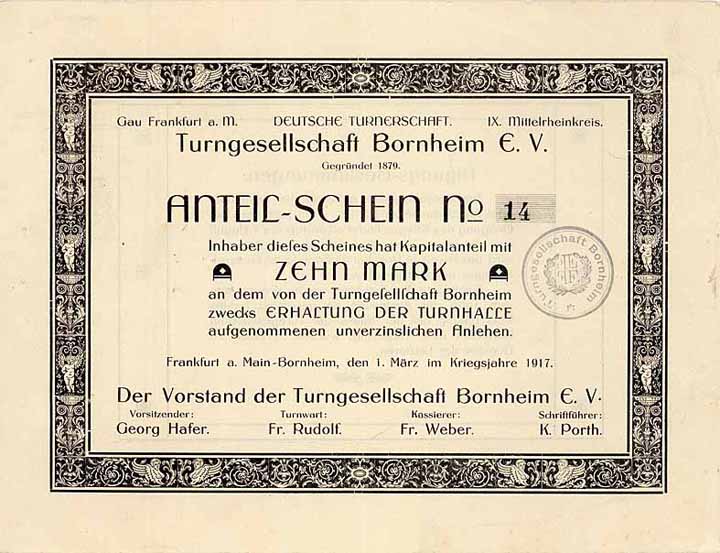 Gau Frankfurt a. M. DEUTSCHE TURNERSCHAFT. IX. Mittelrheinkreis.
Turngesellschaft Bornheim E. V.
Gegründet 1879.
ANTEIL-SCHEIN No 14
Inhaber dieſes Scheines hat Kapitalanteil mit
ZEHN MARK
an dem von der Turngeſellſchaft Bornheim
zwecks ERHALTUNG DER TURNHALLE
aufgenommenen unverzinslichen Anlehen.
Frankfurt a. Main-Bornheim, den 1. März im Kriegsjahre 1917.
Der Vorstand der Turngesellschaft Bornheim E. V.
Vorsitzender: Turnwart: Kassierer: Schriftführer:
Georg Hafer. Fr. Rudolf. Fr. Weber. K. Porth.
Turngesellschaft Bornheim